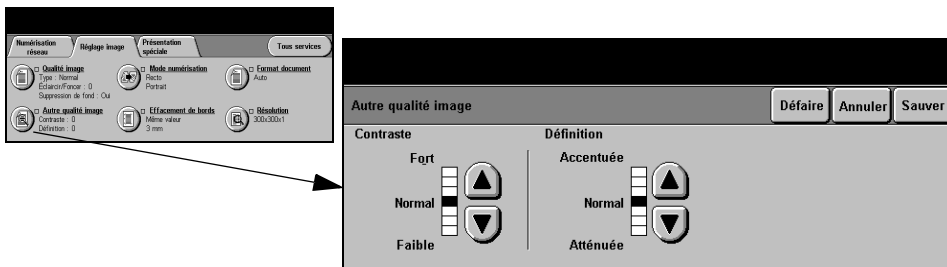 Numérisation réseau
Réglage image
Présentation spéciale
Tous services
Qualité image
Type : Normal
Eclaircir/Foncer : 0
Suppression de fond : Oui
Mode numérisation
Recto
Portrait
Format document
Auto
Autre qualité image
Contraste : 0
Définition : 0
Effacement de bords
Même valeur
3 mm
Résolution
300x300x1
Autre qualité image
Défaire
Annuler
Sauver
Contraste
Fort
Normal
Faible
Définition
Accentuée
Normal
Atténuée